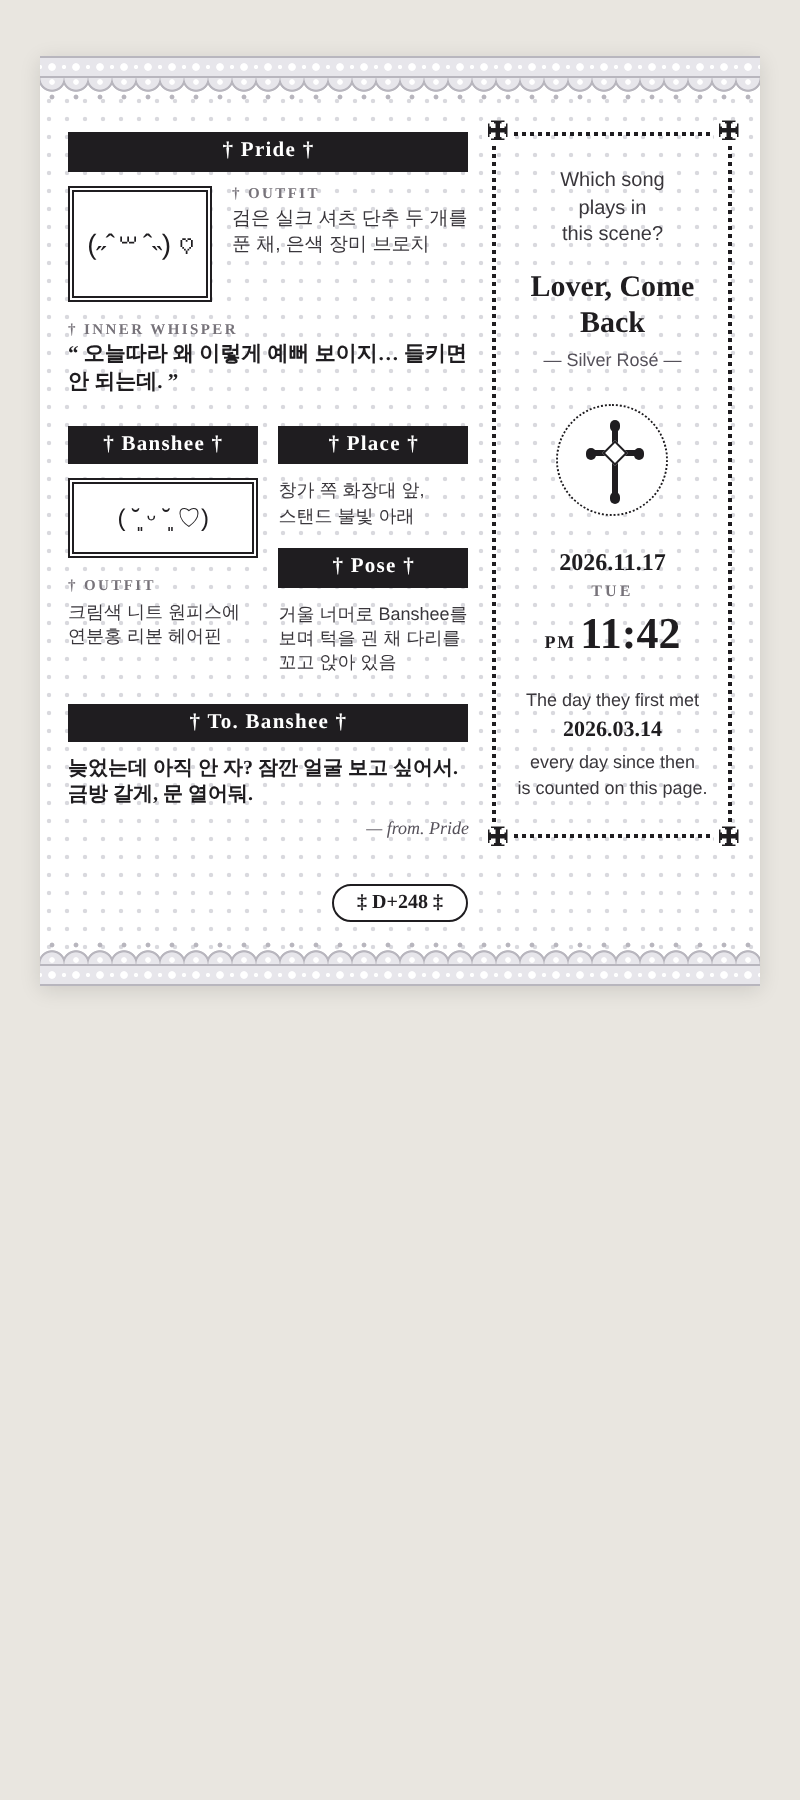 † Pride †
(˶ˆ꒳ˆ˵) ♡
† OUTFIT
검은 실크 셔츠 단추 두 개를
푼 채, 은색 장미 브로치
† INNER WHISPER
“ 오늘따라 왜 이렇게 예뻐 보이지… 들키면
안 되는데. ”
† Banshee †
( ˘͈ ᵕ ˘͈ ♡)
† OUTFIT
크림색 니트 원피스에
연분홍 리본 헤어핀
† Place †
창가 쪽 화장대 앞,
스탠드 불빛 아래
† Pose †
거울 너머로 Banshee를
보며 턱을 괸 채 다리를
꼬고 앉아 있음
† To. Banshee †
늦었는데 아직 안 자? 잠깐 얼굴 보고 싶어서.
금방 갈게, 문 열어둬.
— from. Pride
‡ D+248 ‡
Which song
plays in
this scene?
Lover, Come
Back
— Silver Rosé —
2026.11.17
TUE
PM 11:42
The day they first met
2026.03.14
every day since then
is counted on this page.